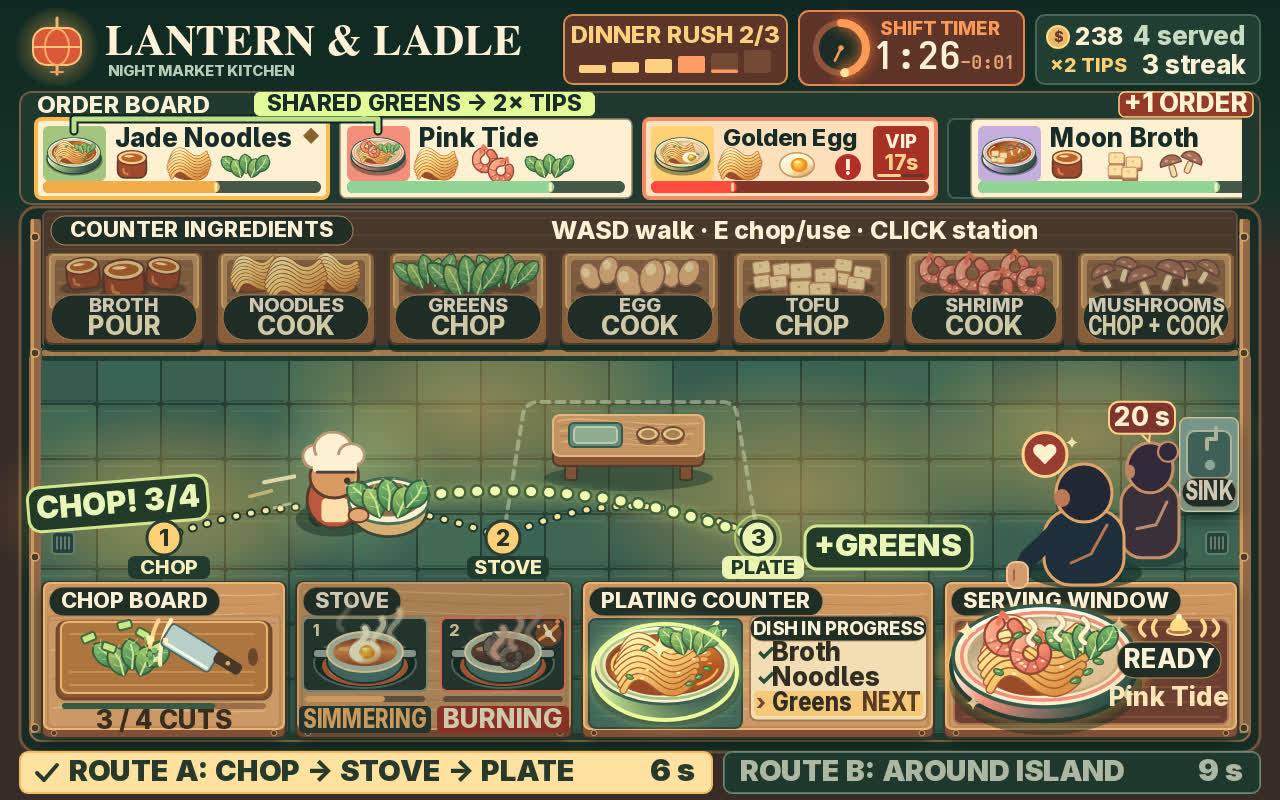 LANTERN & LADLE
NIGHT MARKET KITCHEN
DINNER RUSH 2/3
SHIFT TIMER
1:26 -0:01
$ 238 4 served
×2 TIPS 3 streak
ORDER BOARD
SHARED GREENS → 2× TIPS
+1 ORDER
Jade Noodles
Pink Tide
Golden Egg
!
VIP
17s
Moon Broth
COUNTER INGREDIENTS
WASD walk · E chop/use · CLICK station
BROTH
POUR
NOODLES
COOK
GREENS
CHOP
EGG
COOK
TOFU
CHOP
SHRIMP
COOK
MUSHROOMS
CHOP + COOK
20 s
SINK
CHOP! 3/4
1
CHOP
2
STOVE
3
PLATE
+GREENS
CHOP BOARD
3 / 4 CUTS
STOVE
1
2
SIMMERING
BURNING
PLATING COUNTER
DISH IN PROGRESS
✓Broth
✓Noodles
› Greens NEXT
SERVING WINDOW
READY
Pink Tide
✓ ROUTE A: CHOP → STOVE → PLATE 6 s
ROUTE B: AROUND ISLAND 9 s